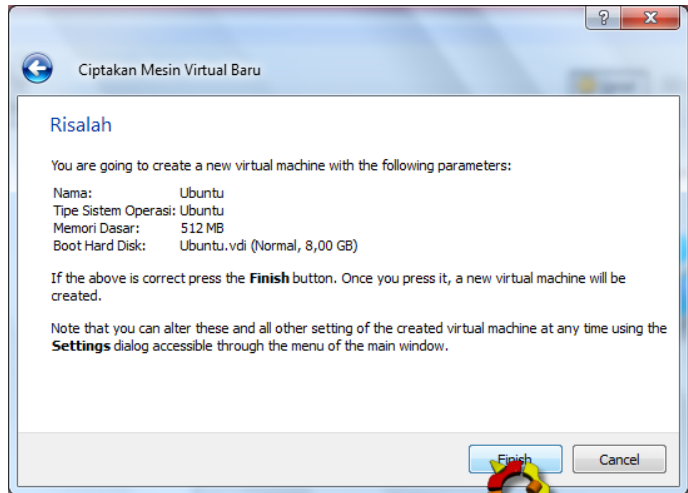 ?
Ciptakan Mesin Virtual Baru
Risalah
You are going to create a new virtual machine with the following parameters:
Nama: Ubuntu
Tipe Sistem Operasi: Ubuntu
Memori Dasar: 512 MB
Boot Hard Disk: Ubuntu.vdi (Normal, 8,00 GB)
If the above is correct press the Finish button. Once you press it, a new virtual machine will be
created.
Note that you can alter these and all other setting of the created virtual machine at any time using the
Settings dialog accessible through the menu of the main window.
Finish Cancel